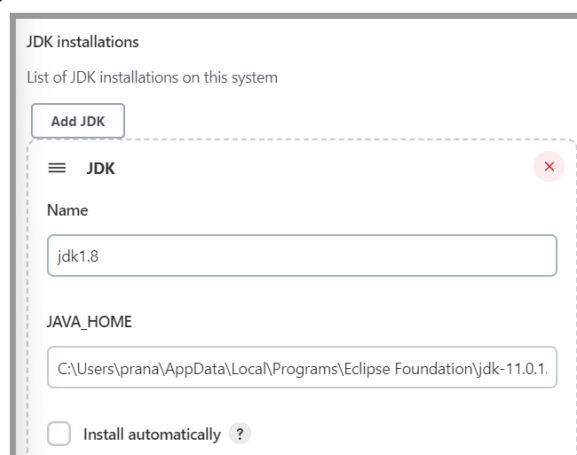 JDK installations
List of JDK installations on this system
Add JDK
JDK
Name
jdk1.8
JAVA_HOME
C:\Users\prana\AppData\Local\Programs\Eclipse Foundation\jdk-11.0.1.
Install automatically ?